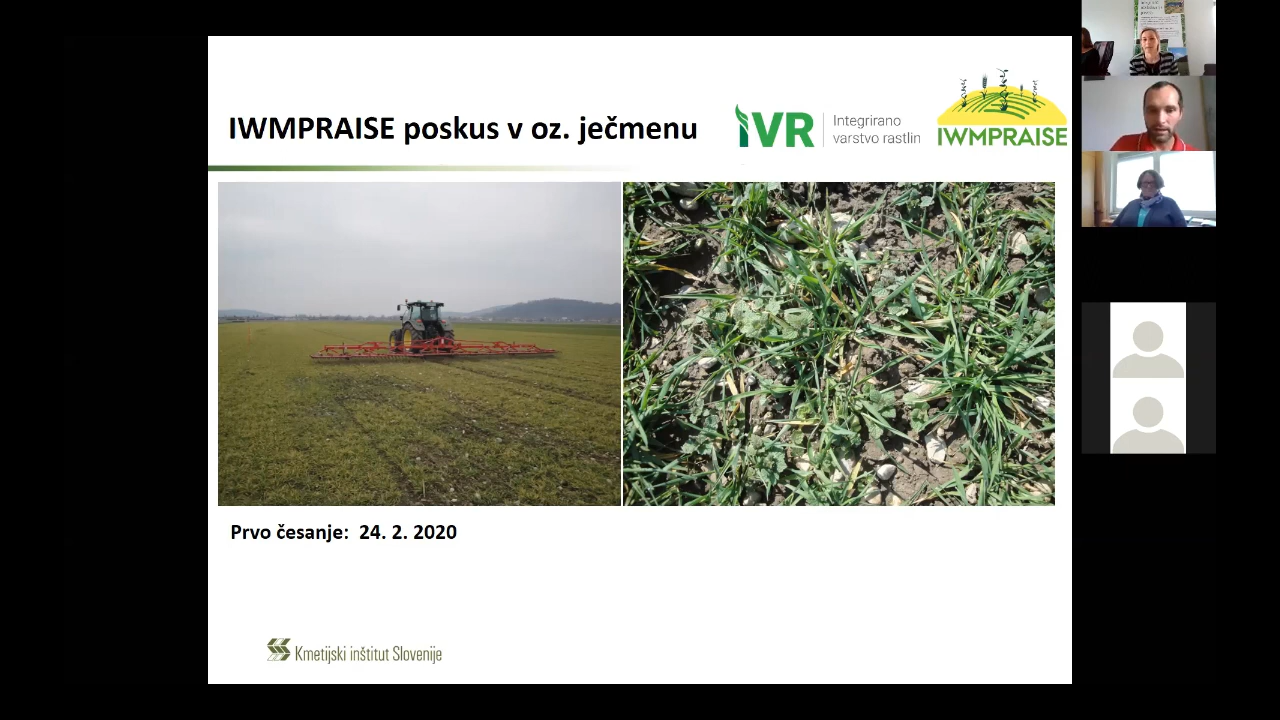 IWMPRAISE poskus v oz. ječmenu
iVR
Integrirano
varstvo rastlin
IWMPRAISE
Prvo česanje: 24. 2. 2020
Kmetijski inštitut Slovenije